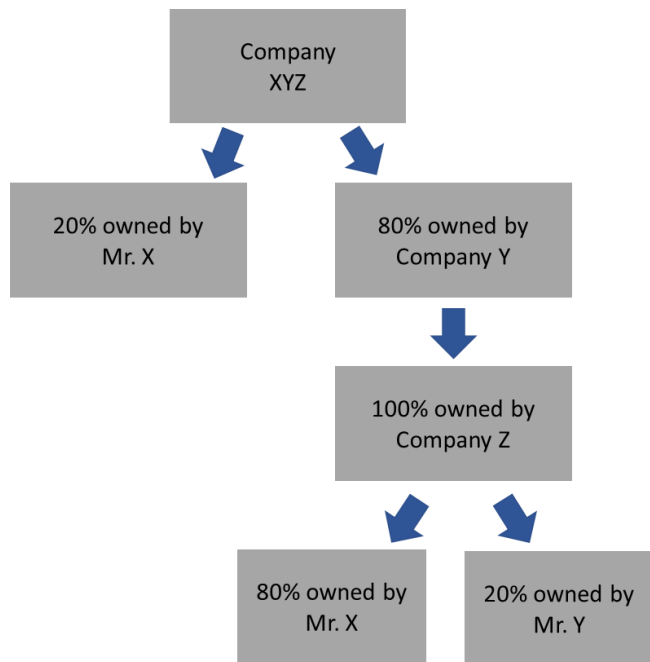 Company
XYZ
20% owned by
Mr. X
80% owned by
Company Y
100% owned by
Company Z
80% owned by
Mr. X
20% owned by
Mr. Y